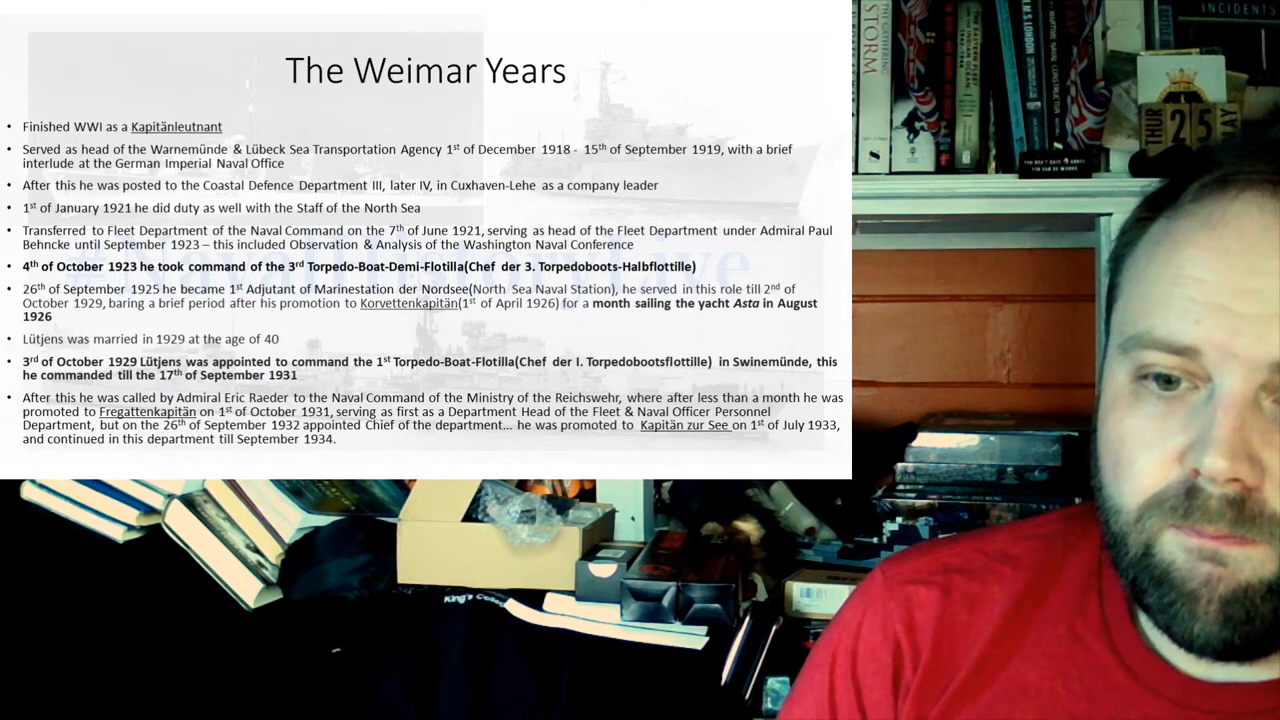 The Weimar Years
• Finished WWI as a Kapitänleutnant
• Served as head of the Warnemünde & Lübeck Sea Transportation Agency 1st of December 1918 - 15th of September 1919, with a brief
interlude at the German Imperial Naval Office
• After this he was posted to the Coastal Defence Department III, later IV, in Cuxhaven-Lehe as a company leader
• 1st of January 1921 he did duty as well with the Staff of the North Sea
• Transferred to Fleet Department of the Naval Command on the 7th of June 1921, serving as head of the Fleet Department under Admiral Paul
Behncke until September 1923 – this included Observation & Analysis of the Washington Naval Conference
• 4th of October 1923 he took command of the 3rd Torpedo-Boat-Demi-Flotilla(Chef der 3. Torpedoboots-Halbflottille)
• 26th of September 1925 he became 1st Adjutant of Marinestation der Nordsee(North Sea Naval Station), he served in this role till 2nd of
October 1929, baring a brief period after his promotion to Korvettenkapitän(1st of April 1926) for a month sailing the yacht Asta in August
1926
• Lütjens was married in 1929 at the age of 40
• 3rd of October 1929 Lütjens was appointed to command the 1st Torpedo-Boat-Flotilla(Chef der I. Torpedobootsflottille) in Swinemünde, this
he commanded till the 17th of September 1931
• After this he was called by Admiral Eric Raeder to the Naval Command of the Ministry of the Reichswehr, where after less than a month he was
promoted to Fregattenkapitän on 1st of October 1931, serving as first as a Department Head of the Fleet & Naval Officer Personnel
Department, but on the 26th of September 1932 appointed Chief of the department... he was promoted to Kapitän zur See on 1st of July 1933,
and continued in this department till September 1934.
#NavalHistoryLive
THE GATHERING
STORM
INCIDENTS
THUR 25 MAY
King's